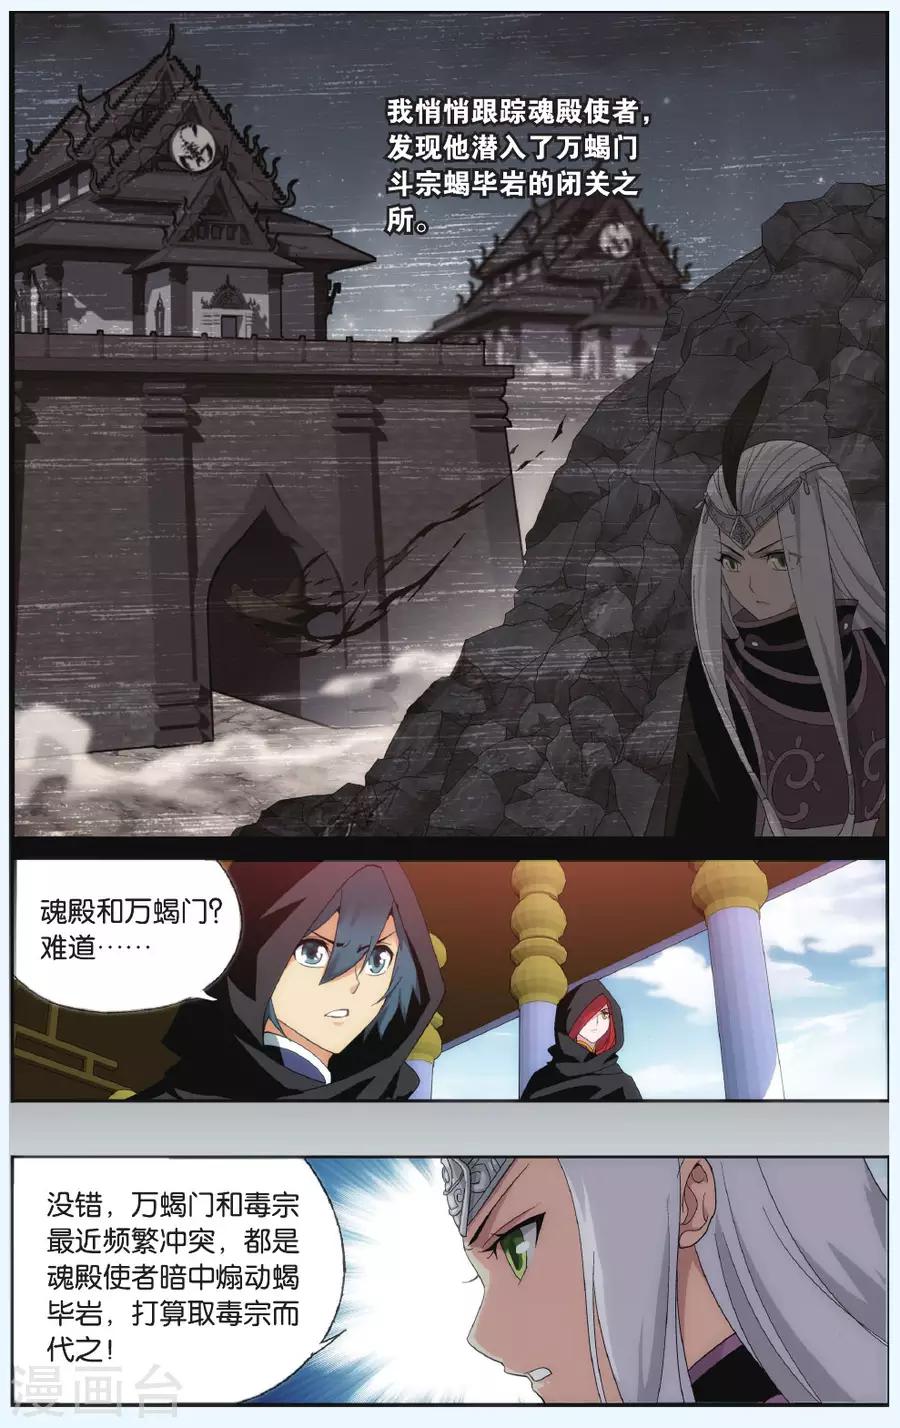 我悄悄跟踪魂殿使者，
发现他潜入了万蝎门
斗宗蝎毕岩的闭关之
所。
魂殿和万蝎门？
难道……
没错，万蝎门和毒宗
最近频繁冲突，都是
魂殿使者暗中煽动蝎
毕岩，打算取毒宗而
代之！
漫画台